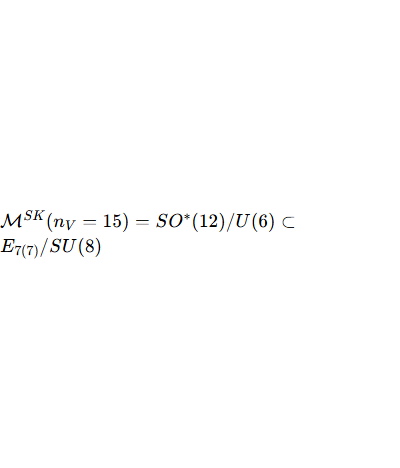 $\mathcal{M}^{SK}(n_V = 15) = SO^*(12)/U(6) \subset$
$E_{7(7)}/SU(8)$